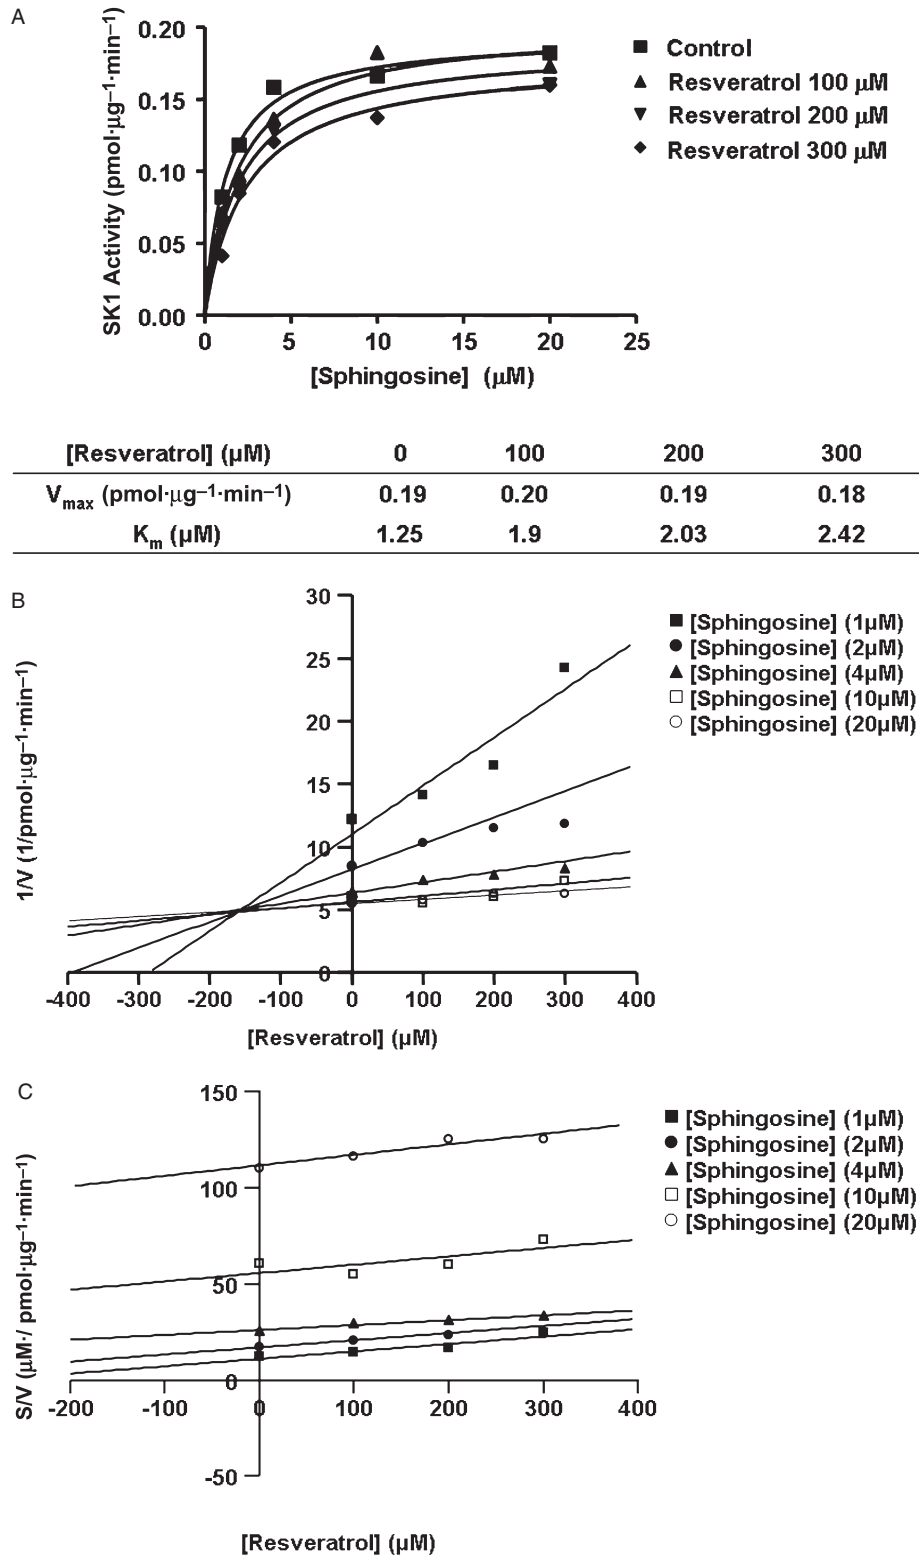 A
SK1 Activity (pmol·µg⁻¹·min⁻¹)
0.20
0.15
0.10
0.05
0.00
0 5 10 15 20 25
[Sphingosine] (µM)
Control
Resveratrol 100 µM
Resveratrol 200 µM
Resveratrol 300 µM
[Resveratrol] (µM) 0 100 200 300
Vmax (pmol·µg–1·min–1) 0.19 0.20 0.19 0.18
Km (µM) 1.25 1.9 2.03 2.42
B
1/V (1/pmol·µg–1·min–1)
30
25
20
15
10
5
0
-400 -300 -200 -100 0 100 200 300 400
[Resveratrol] (µM)
[Sphingosine] (1µM)
[Sphingosine] (2µM)
[Sphingosine] (4µM)
[Sphingosine] (10µM)
[Sphingosine] (20µM)
C
S/V (µM·/ pmol·µg–1·min–1)
150
100
50
0
-50
-200 -100 0 100 200 300 400
[Resveratrol] (µM)
[Sphingosine] (1µM)
[Sphingosine] (2µM)
[Sphingosine] (4µM)
[Sphingosine] (10µM)
[Sphingosine] (20µM)